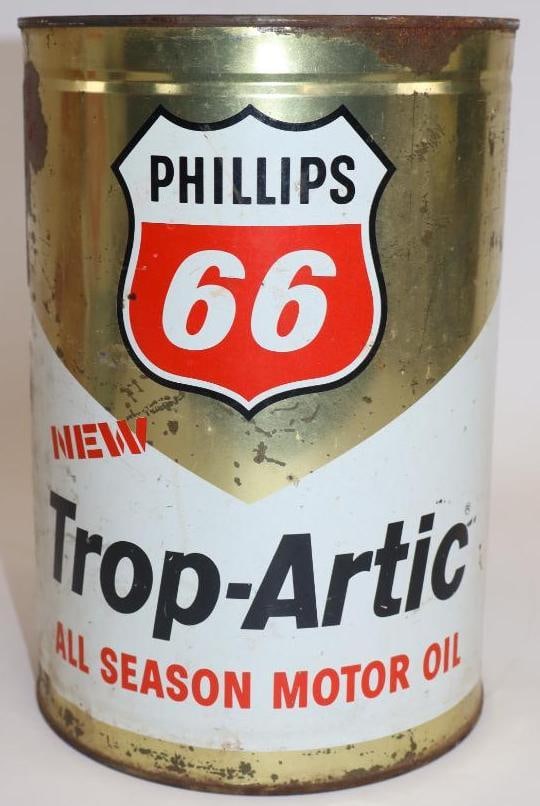 PHILLIPS
66
NEW
Trop-Artic®
ALL SEASON MOTOR OIL